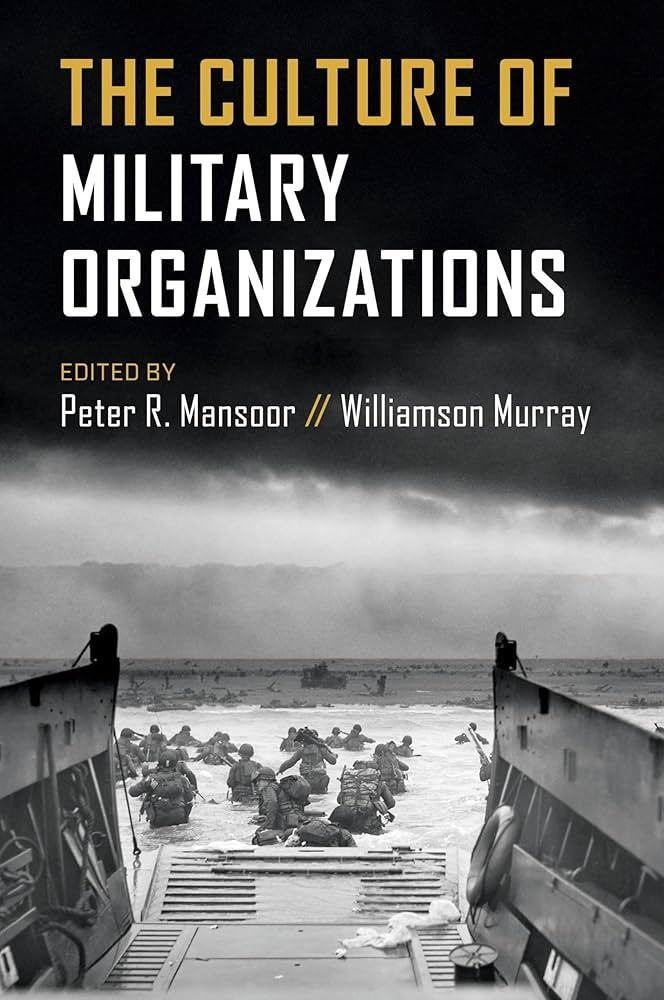 THE CULTURE OF
MILITARY
ORGANIZATIONS
EDITED BY
Peter R. Mansoor // Williamson Murray